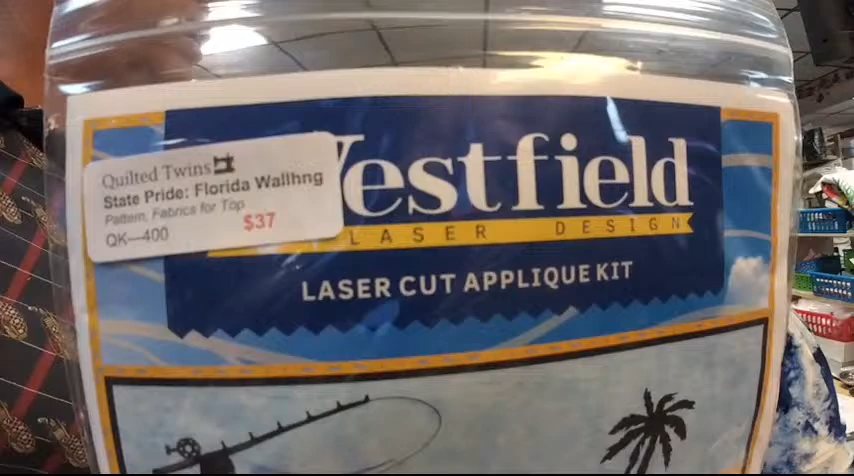 Quilted Twins
State Pride: Florida Wallhng
Pattern, Fabrics for Top
QK-400 $37
Westfield
LASER DESIGN
LASER CUT APPLIQUE KIT